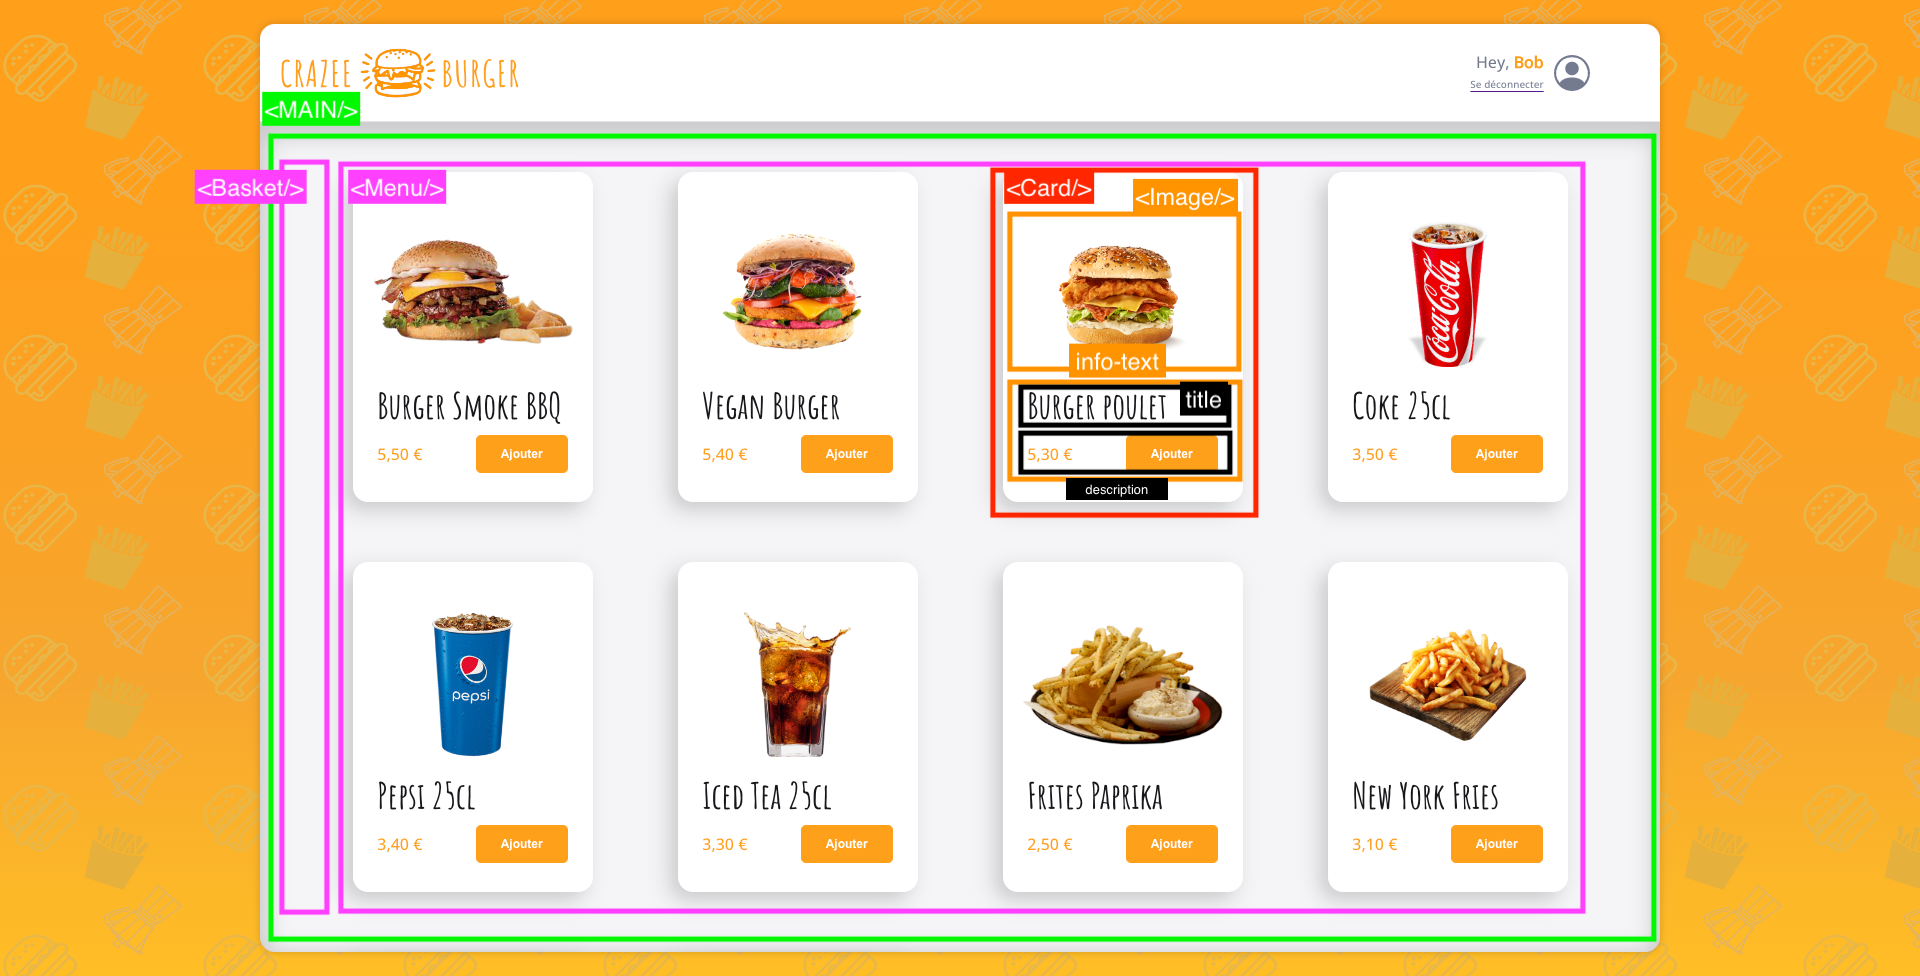 CRAZEE BURGER
Hey, Bob
Se déconnecter
<MAIN/>
<Basket/>
<Menu/>
<Card/>
<Image/>
Coca-Cola
info-text
Burger Smoke BBQ
Vegan Burger
Burger poulet
title
Coke 25cl
5,50 €
Ajouter
5,40 €
Ajouter
5,30 €
Ajouter
3,50 €
Ajouter
description
pepsi
Pepsi 25cl
Iced Tea 25cl
Frites Paprika
New York Fries
3,40 €
Ajouter
3,30 €
Ajouter
2,50 €
Ajouter
3,10 €
Ajouter